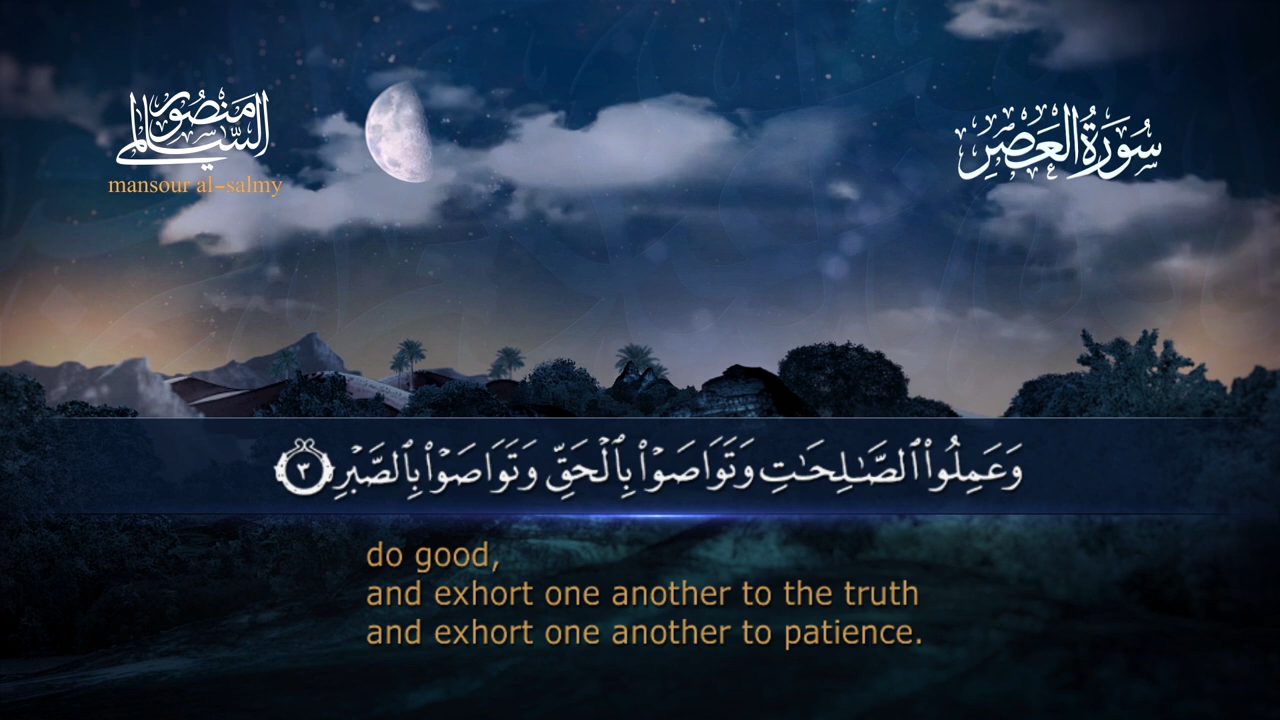 منصور السالمي
mansour al-salmy
سُورَةُ العَصْرِ
وَعَمِلُوا۟ ٱلصَّـٰلِحَـٰتِ وَتَوَاصَوْا۟ بِٱلْحَقِّ وَتَوَاصَوْا۟ بِٱلصَّبْرِ ٣
do good,
and exhort one another to the truth
and exhort one another to patience.